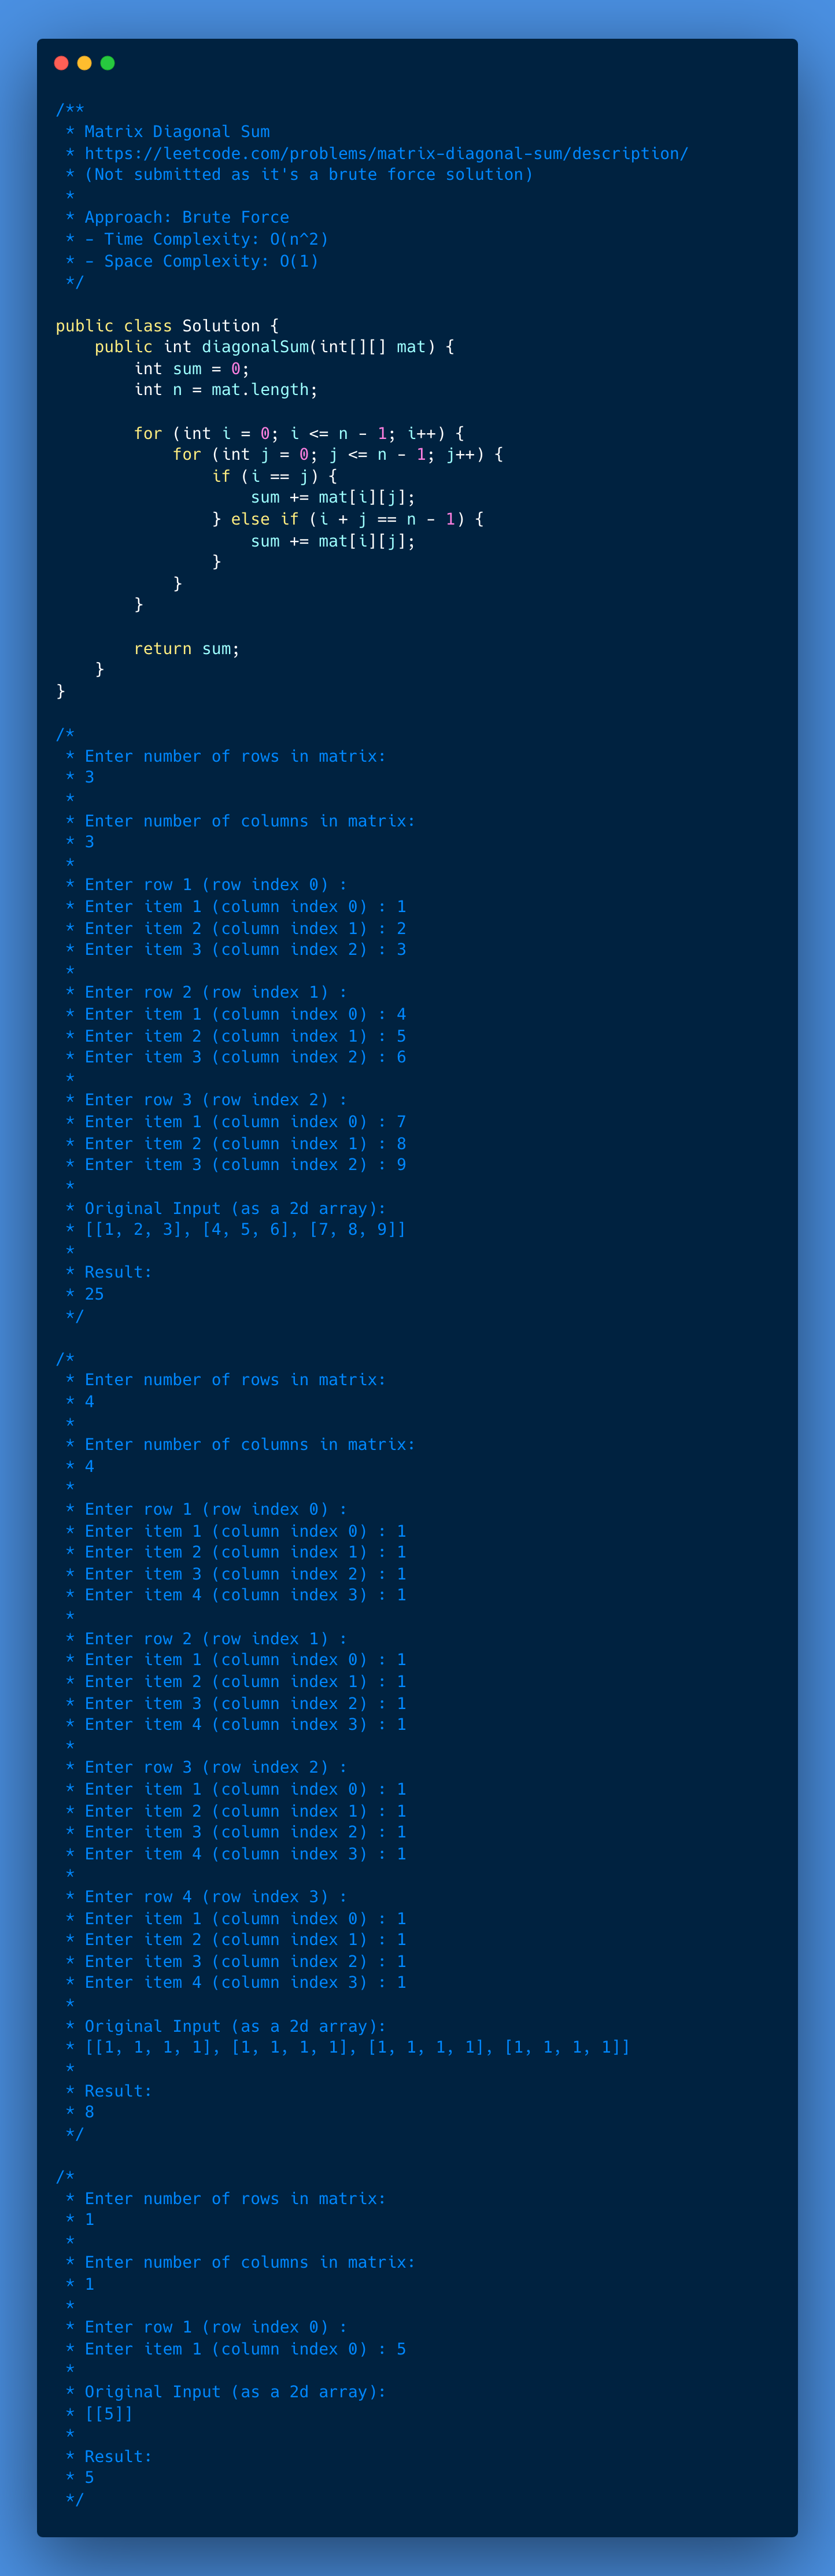 /**
 * Matrix Diagonal Sum
 * https://leetcode.com/problems/matrix-diagonal-sum/description/
 * (Not submitted as it's a brute force solution)
 *
 * Approach: Brute Force
 * - Time Complexity: O(n^2)
 * - Space Complexity: O(1)
 */

public class Solution {
    public int diagonalSum(int[][] mat) {
        int sum = 0;
        int n = mat.length;

        for (int i = 0; i <= n - 1; i++) {
            for (int j = 0; j <= n - 1; j++) {
                if (i == j) {
                    sum += mat[i][j];
                } else if (i + j == n - 1) {
                    sum += mat[i][j];
                }
            }
        }

        return sum;
    }
}

/*
 * Enter number of rows in matrix:
 * 3
 *
 * Enter number of columns in matrix:
 * 3
 *
 * Enter row 1 (row index 0) :
 * Enter item 1 (column index 0) : 1
 * Enter item 2 (column index 1) : 2
 * Enter item 3 (column index 2) : 3
 *
 * Enter row 2 (row index 1) :
 * Enter item 1 (column index 0) : 4
 * Enter item 2 (column index 1) : 5
 * Enter item 3 (column index 2) : 6
 *
 * Enter row 3 (row index 2) :
 * Enter item 1 (column index 0) : 7
 * Enter item 2 (column index 1) : 8
 * Enter item 3 (column index 2) : 9
 *
 * Original Input (as a 2d array):
 * [[1, 2, 3], [4, 5, 6], [7, 8, 9]]
 *
 * Result:
 * 25
 */

/*
 * Enter number of rows in matrix:
 * 4
 *
 * Enter number of columns in matrix:
 * 4
 *
 * Enter row 1 (row index 0) :
 * Enter item 1 (column index 0) : 1
 * Enter item 2 (column index 1) : 1
 * Enter item 3 (column index 2) : 1
 * Enter item 4 (column index 3) : 1
 *
 * Enter row 2 (row index 1) :
 * Enter item 1 (column index 0) : 1
 * Enter item 2 (column index 1) : 1
 * Enter item 3 (column index 2) : 1
 * Enter item 4 (column index 3) : 1
 *
 * Enter row 3 (row index 2) :
 * Enter item 1 (column index 0) : 1
 * Enter item 2 (column index 1) : 1
 * Enter item 3 (column index 2) : 1
 * Enter item 4 (column index 3) : 1
 *
 * Enter row 4 (row index 3) :
 * Enter item 1 (column index 0) : 1
 * Enter item 2 (column index 1) : 1
 * Enter item 3 (column index 2) : 1
 * Enter item 4 (column index 3) : 1
 *
 * Original Input (as a 2d array):
 * [[1, 1, 1, 1], [1, 1, 1, 1], [1, 1, 1, 1], [1, 1, 1, 1]]
 *
 * Result:
 * 8
 */

/*
 * Enter number of rows in matrix:
 * 1
 *
 * Enter number of columns in matrix:
 * 1
 *
 * Enter row 1 (row index 0) :
 * Enter item 1 (column index 0) : 5
 *
 * Original Input (as a 2d array):
 * [[5]]
 *
 * Result:
 * 5
 */